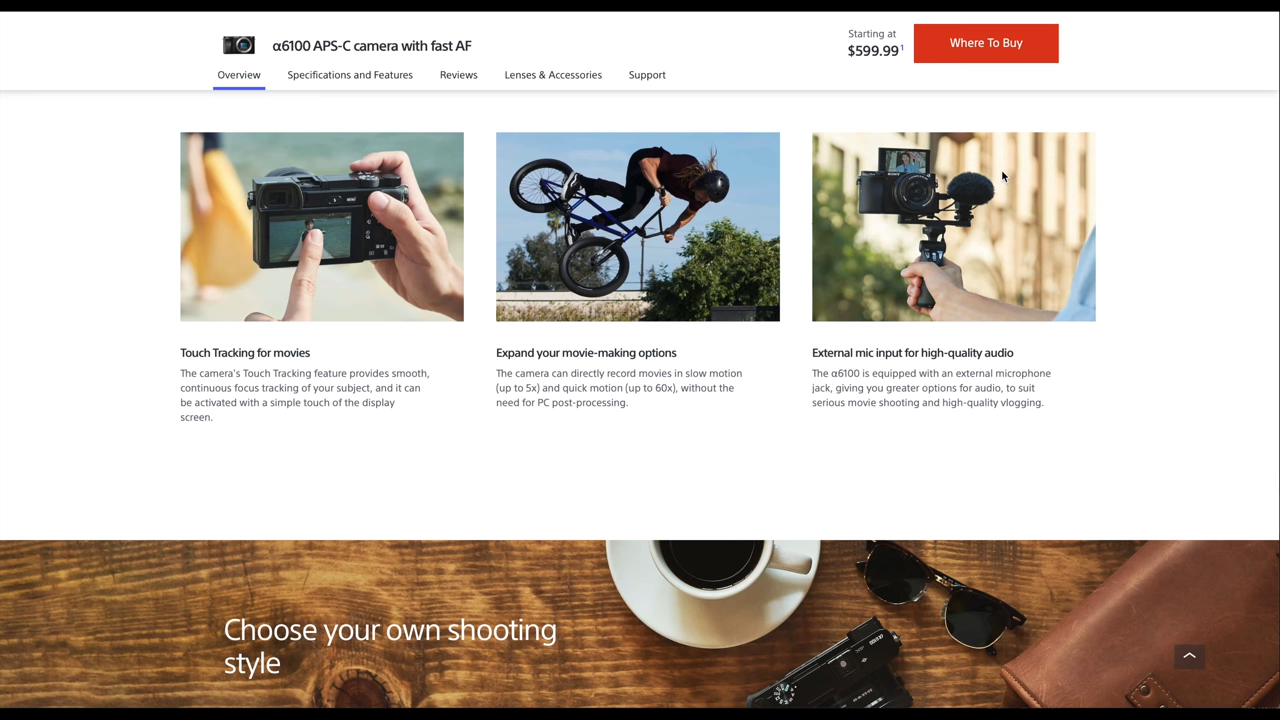 α6100 APS-C camera with fast AF
Starting at
$599.99 1
Where To Buy
Overview
Specifications and Features
Reviews
Lenses & Accessories
Support
Touch Tracking for movies
The camera's Touch Tracking feature provides smooth,
continuous focus tracking of your subject, and it can
be activated with a simple touch of the display
screen.
Expand your movie-making options
The camera can directly record movies in slow motion
(up to 5x) and quick motion (up to 60x), without the
need for PC post-processing.
External mic input for high-quality audio
The α6100 is equipped with an external microphone
jack, giving you greater options for audio, to suit
serious movie shooting and high-quality vlogging.
Choose your own shooting
style